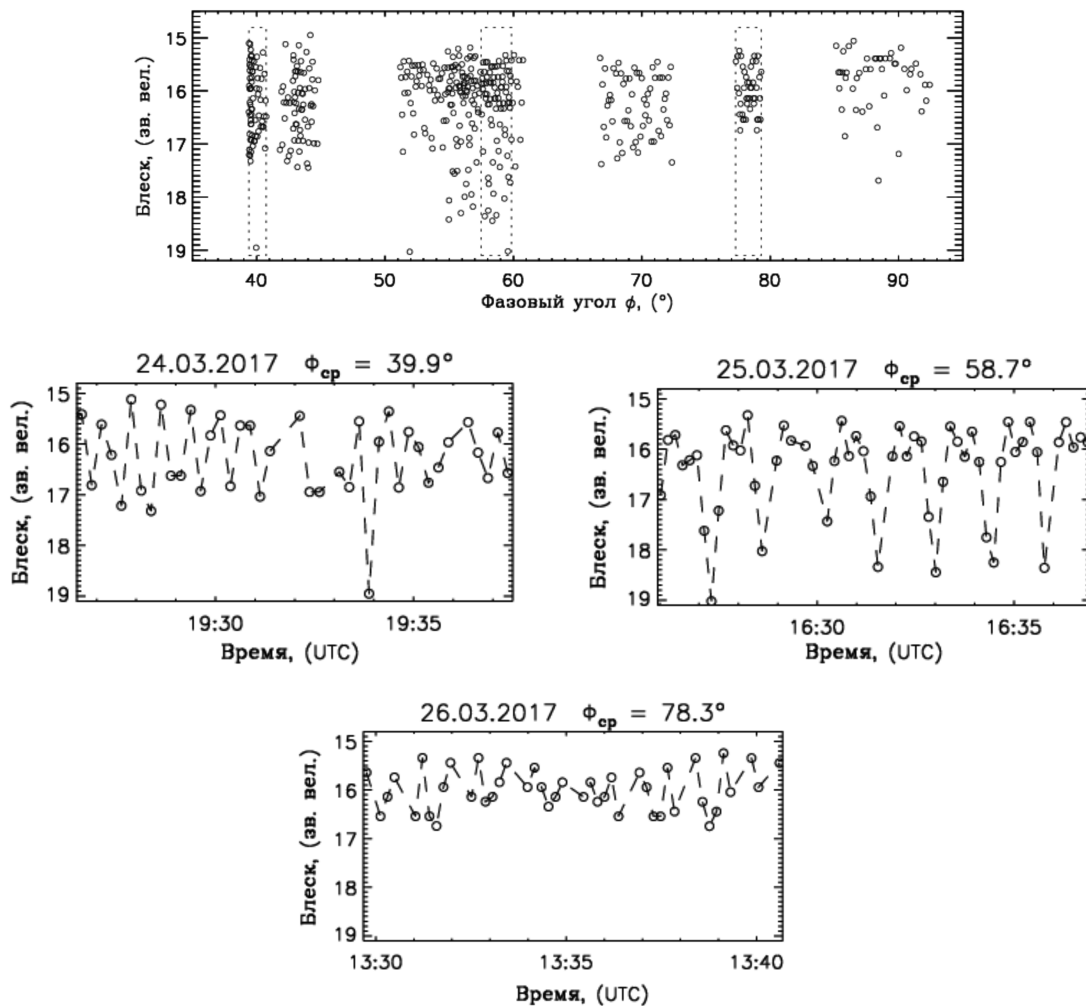 15
16
17
18
19
Блеск, (зв. вел.)
40 50 60 70 80 90
Фазовый угол ϕ, (°)
24.03.2017 Φср = 39.9°
15
16
17
18
19
Блеск, (зв. вел.)
19:30 19:35
Время, (UTC)
25.03.2017 Φср = 58.7°
15
16
17
18
19
Блеск, (зв. вел.)
16:30 16:35
Время, (UTC)
26.03.2017 Φср = 78.3°
15
16
17
18
19
Блеск, (зв. вел.)
13:30 13:35 13:40
Время, (UTC)